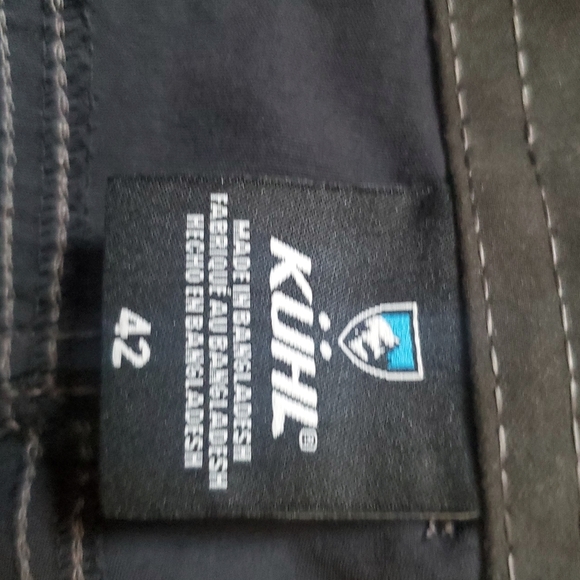 KÜHL®
MADE IN BANGLADESH
FABRIQUÉ AU BANGLADESH
HECHO EN BANGLADESH
42